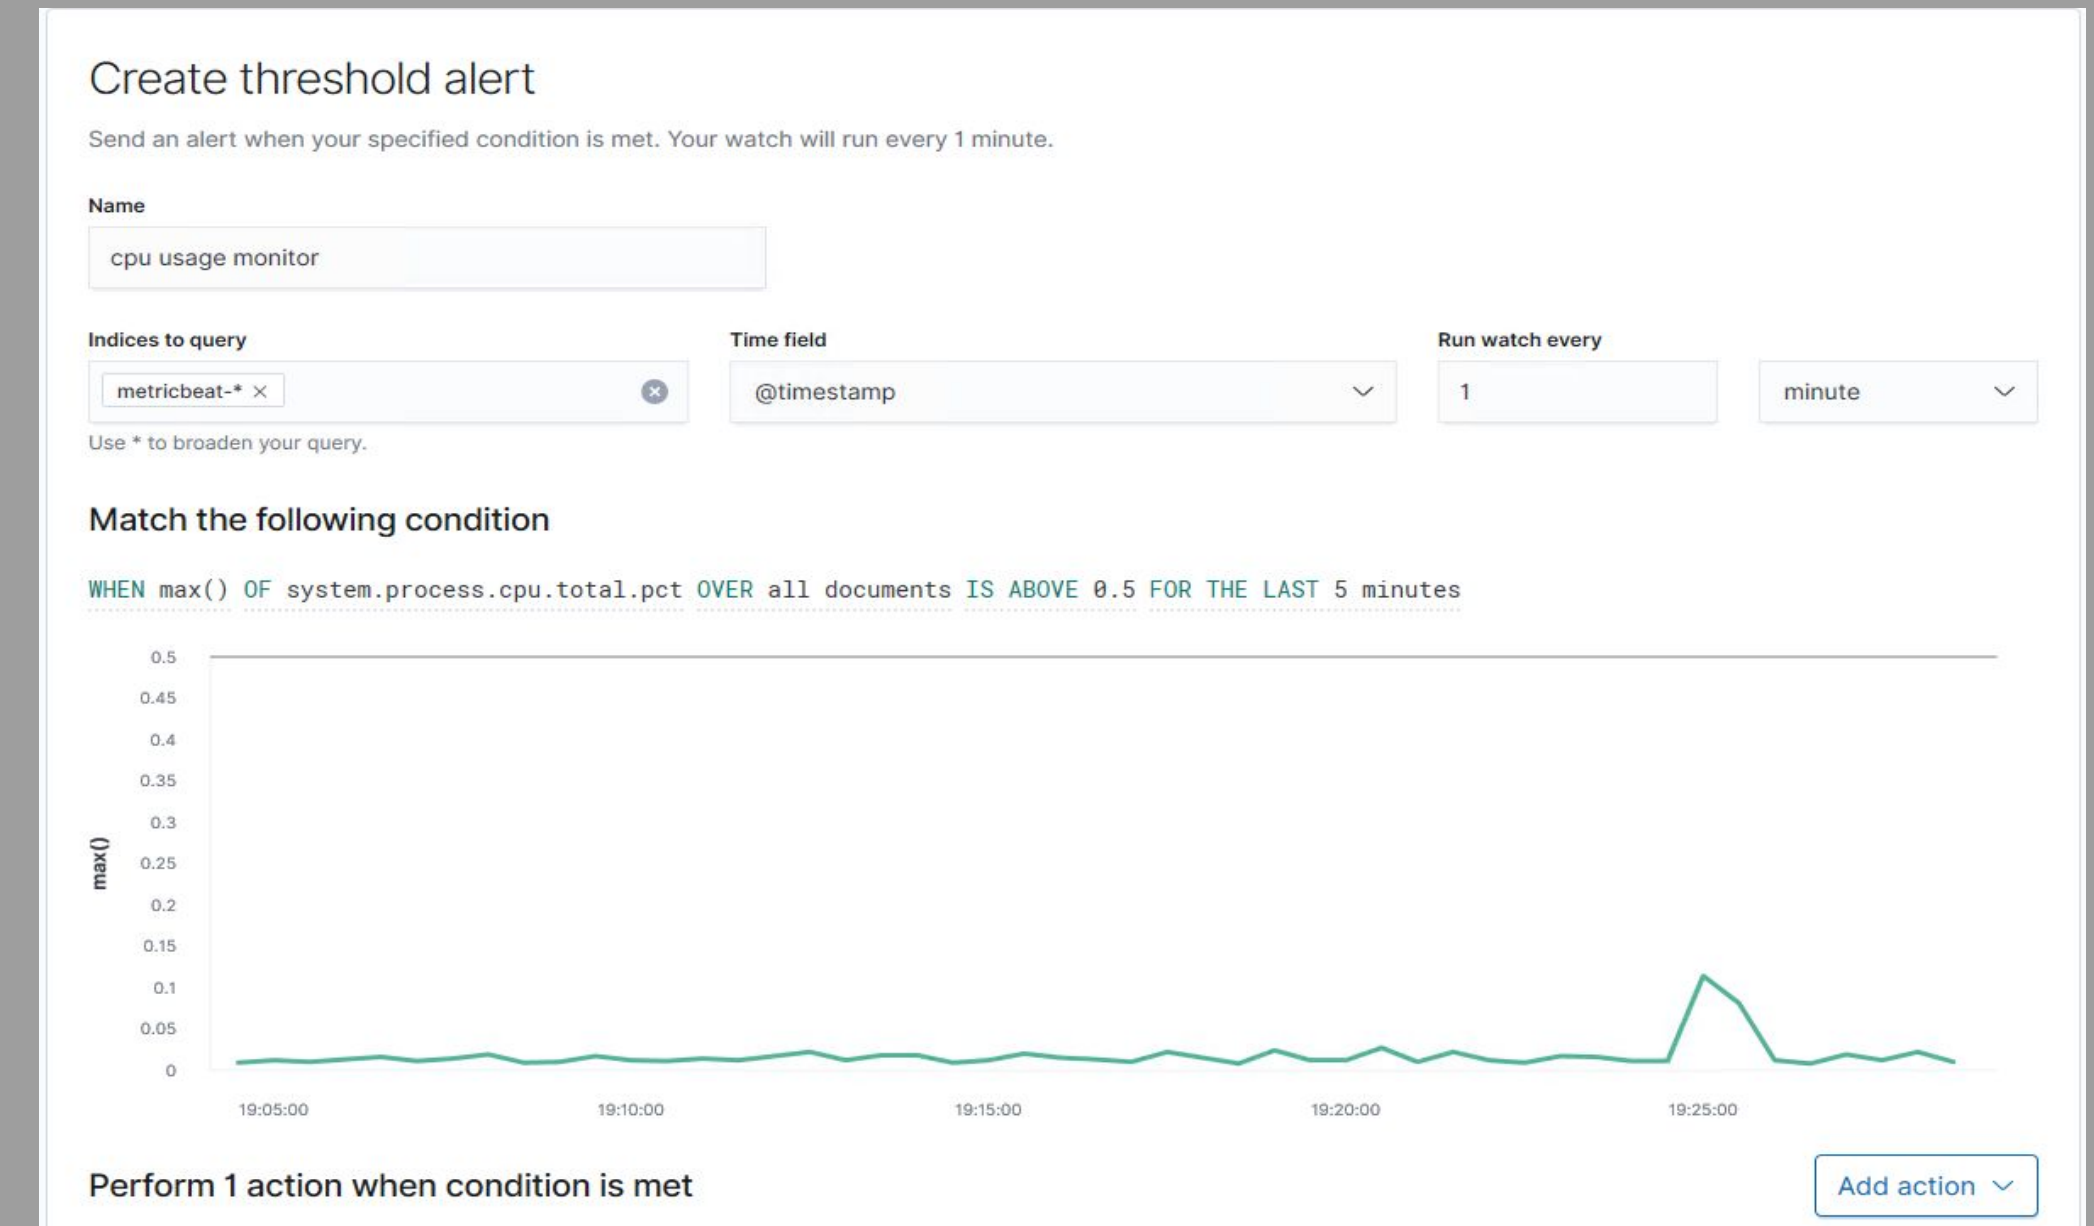 Create threshold alert
Send an alert when your specified condition is met. Your watch will run every 1 minute.
Name
cpu usage monitor
Indices to query
Time field
Run watch every
metricbeat-* ×
@timestamp
1
minute
Use * to broaden your query.
Match the following condition
WHEN max() OF system.process.cpu.total.pct OVER all documents IS ABOVE 0.5 FOR THE LAST 5 minutes
max()
0.5
0.45
0.4
0.35
0.3
0.25
0.2
0.15
0.1
0.05
0
19:05:00
19:10:00
19:15:00
19:20:00
19:25:00
Perform 1 action when condition is met
Add action